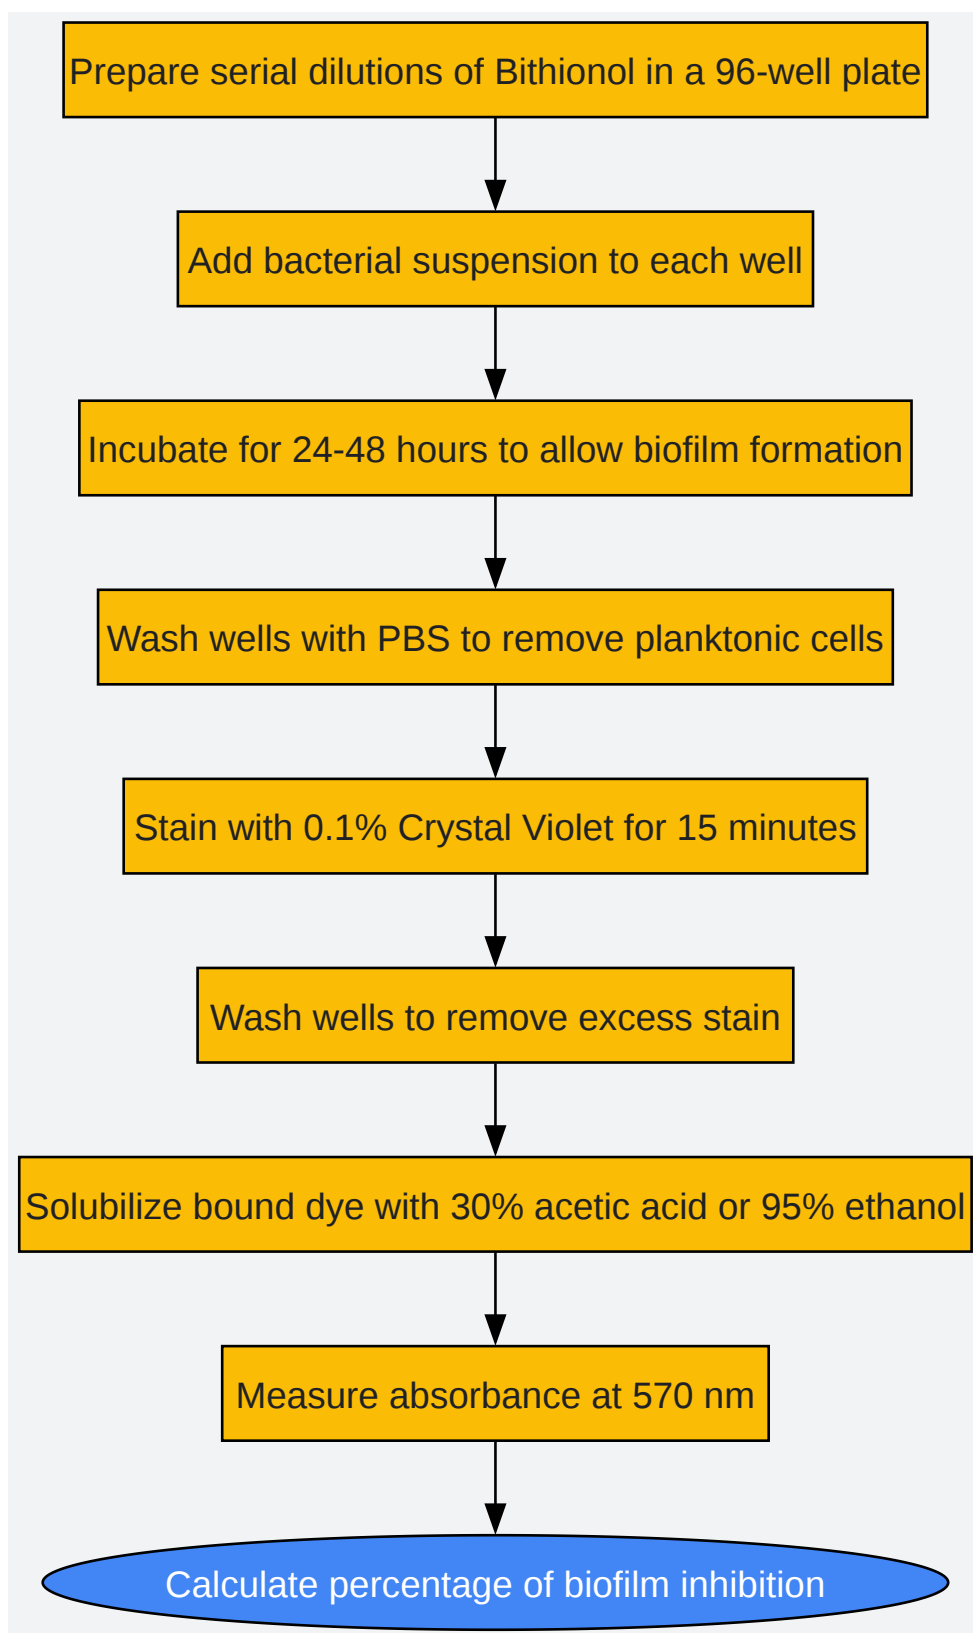 Prepare serial dilutions of Bithionol in a 96-well plate
Add bacterial suspension to each well
Incubate for 24-48 hours to allow biofilm formation
Wash wells with PBS to remove planktonic cells
Stain with 0.1% Crystal Violet for 15 minutes
Wash wells to remove excess stain
Solubilize bound dye with 30% acetic acid or 95% ethanol
Measure absorbance at 570 nm
Calculate percentage of biofilm inhibition